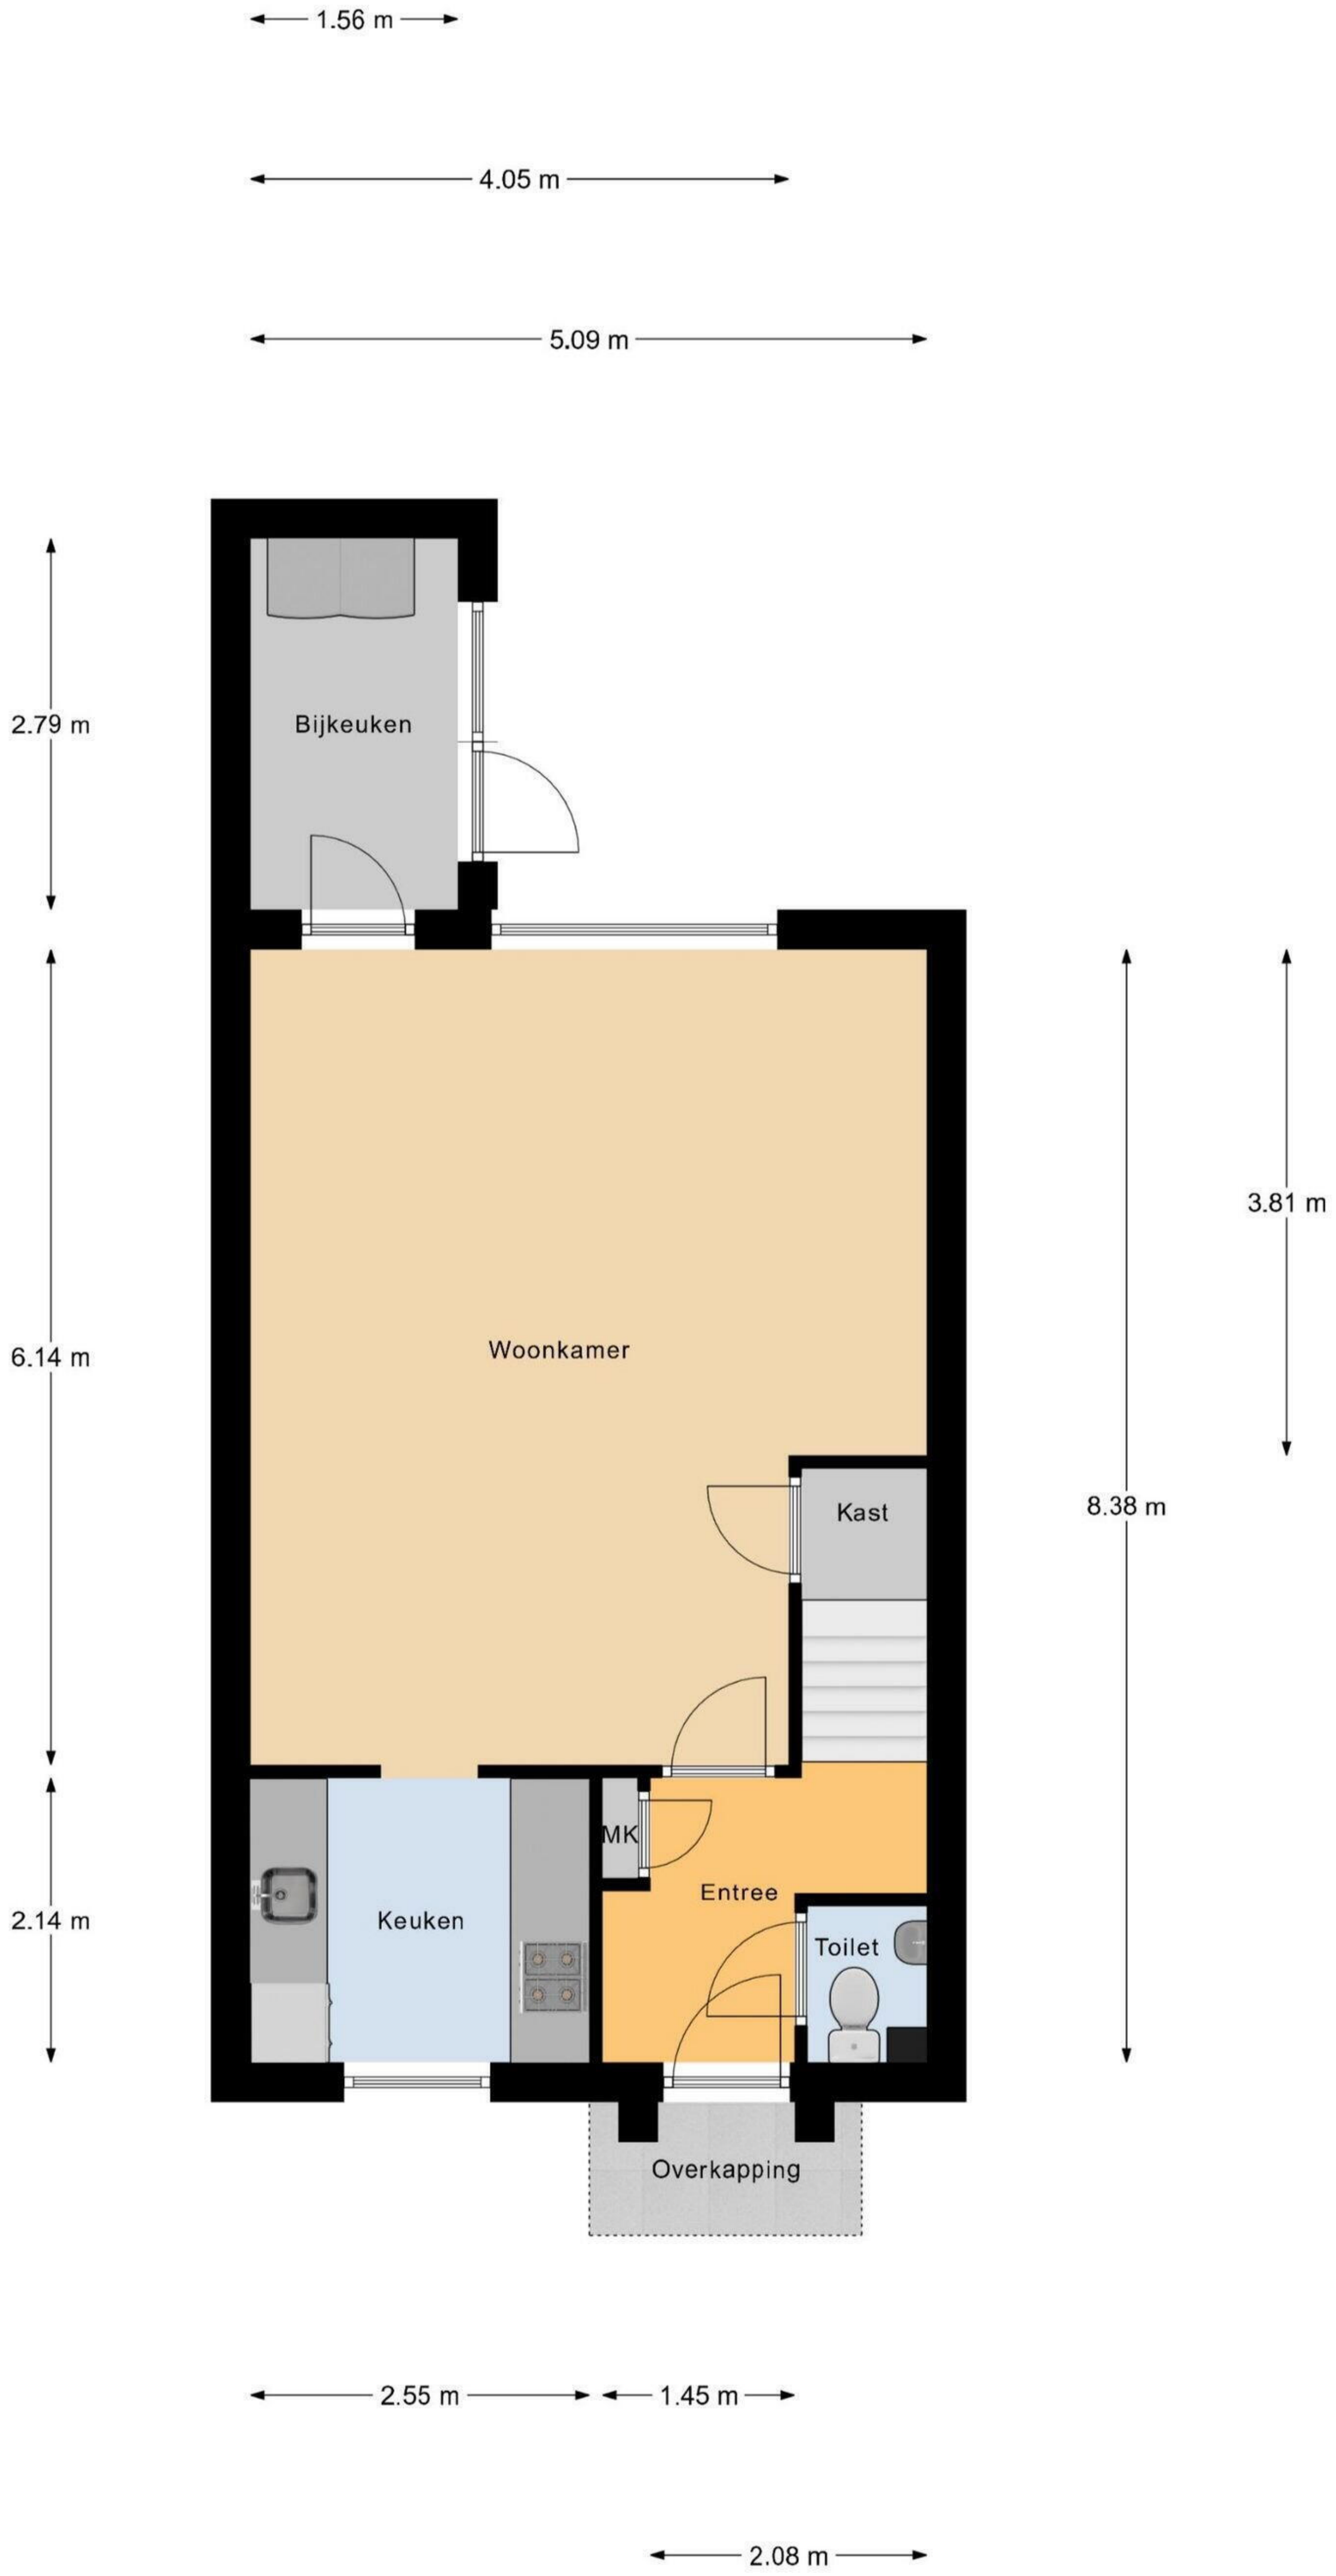 1.56 m
4.05 m
5.09 m
2.79 m
Bijkeuken
3.81 m
6.14 m
Woonkamer
8.38 m
Kast
MK
Entree
2.14 m
Keuken
Toilet
Overkapping
2.55 m
1.45 m
2.08 m